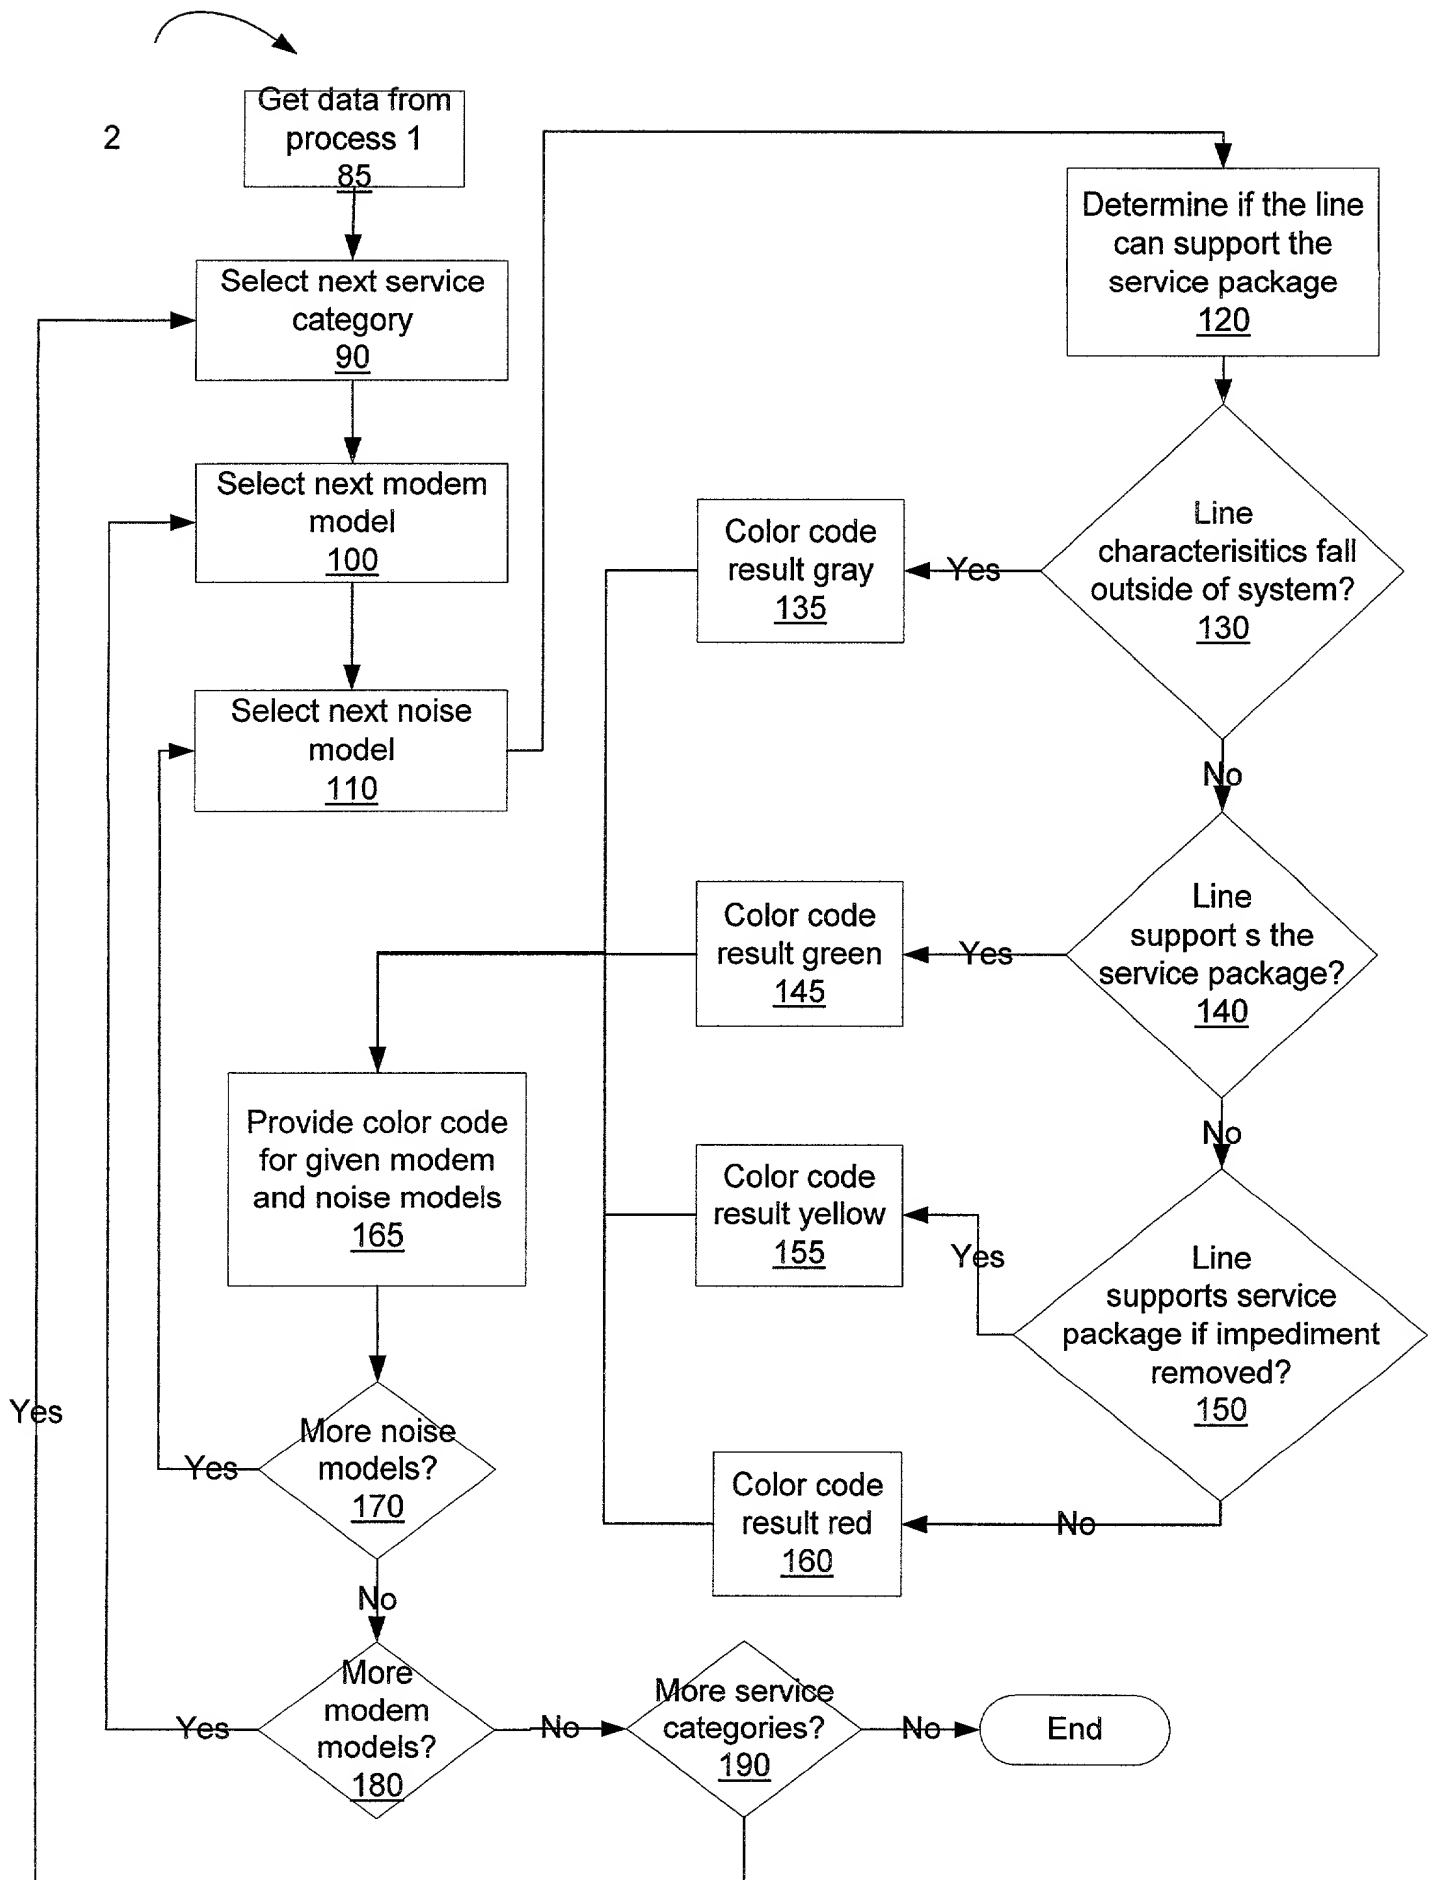 2
Get data from
process 1
85
Select next service
category
90
Select next modem
model
100
Select next noise
model
110
Determine if the line
can support the
service package
120
Line
characterisitics fall
outside of system?
130
Yes
Color code
result gray
135
No
Line
support s the
service package?
140
Yes
Color code
result green
145
No
Line
supports service
package if impediment
removed?
150
Yes
Color code
result yellow
155
No
Color code
result red
160
Provide color code
for given modem
and noise models
165
More noise
models?
170
Yes
No
More
modem
models?
180
Yes
No
More service
categories?
190
Yes
No
End